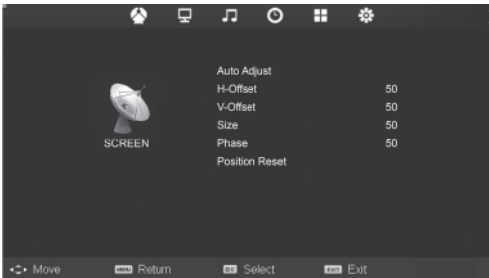 Auto Adjust
H-Offset 50
V-Offset 50
Size 50
Phase 50
Position Reset
SCREEN
Move MENU Return OK Select EXIT Exit